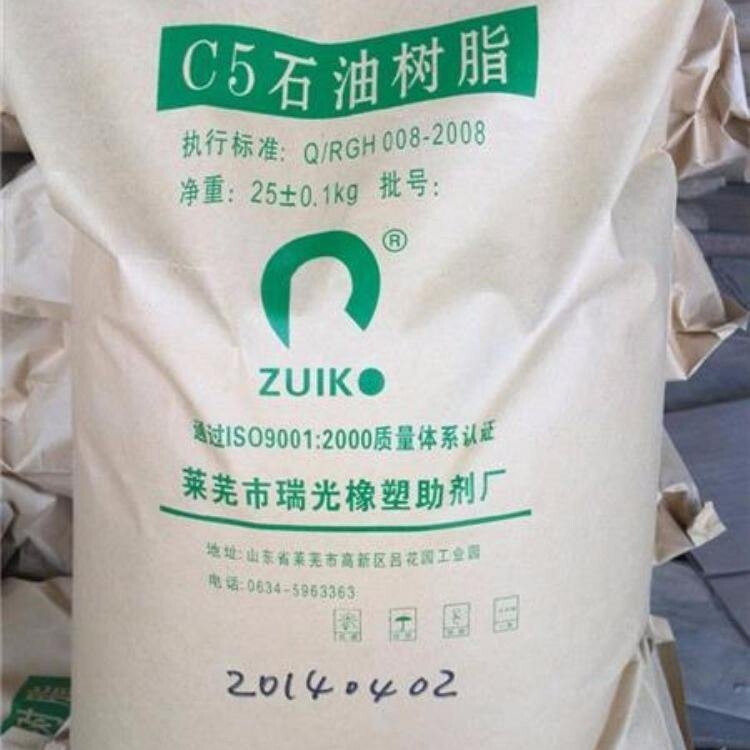 C5石油树脂
执行标准: Q/RGH 008-2008
净重: 25±0.1kg 批号:
®
ZUIKO
通过ISO9001:2000质量体系认证
莱芜市瑞光橡塑助剂厂
地址:山东省莱芜市高新区吕花园工业园
电话:0634-5963363
2014.0402